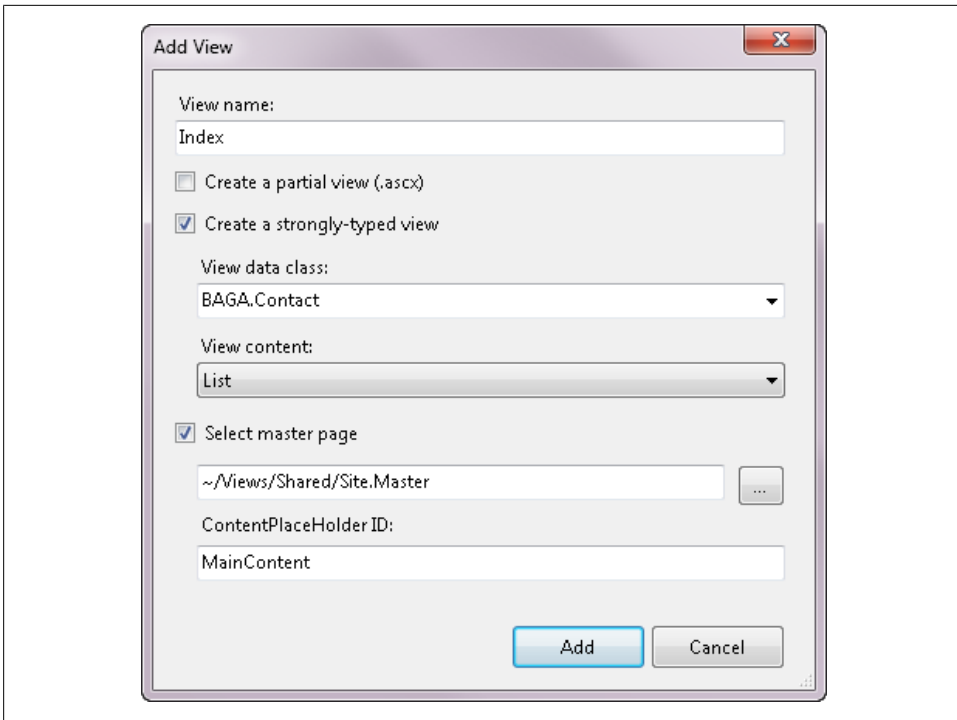 Add View
View name:
Index
Create a partial view (.ascx)
Create a strongly-typed view
View data class:
BAGA.Contact
View content:
List
Select master page
~/Views/Shared/Site.Master
...
ContentPlaceHolder ID:
MainContent
Add Cancel